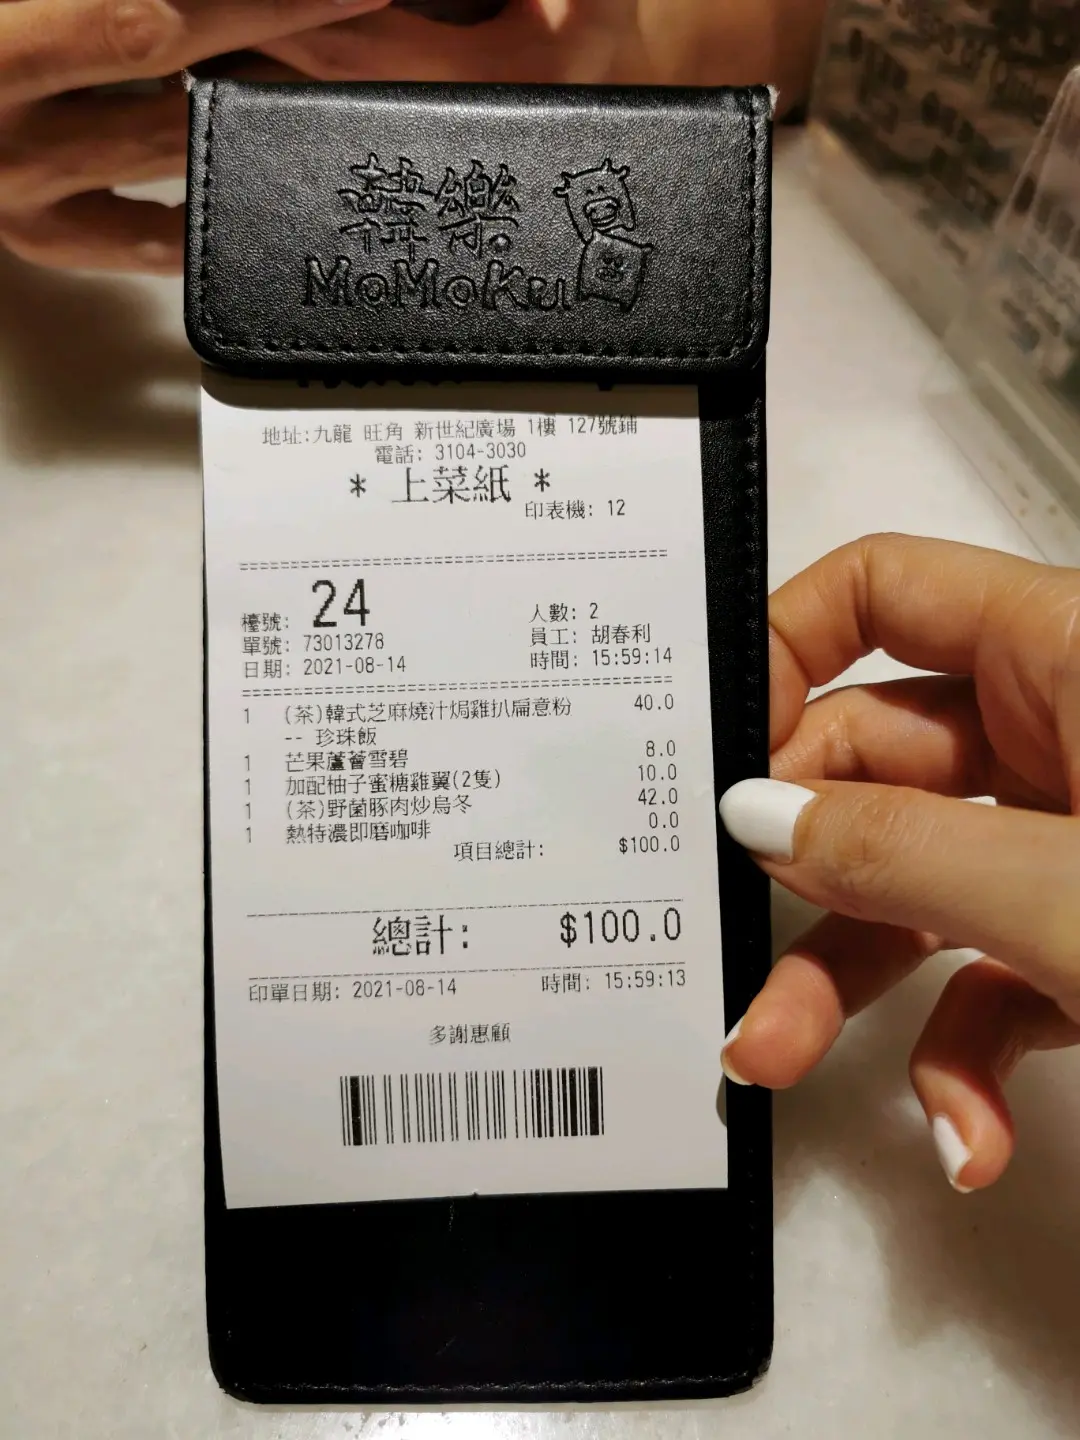 韓樂
MoMoKu
地址:九龍 旺角 新世紀廣場 1樓 127號鋪
電話: 3104-3030
* 上菜紙 *
印表機: 12
檯號: 24 人數: 2
單號: 73013278 員工: 胡春利
日期: 2021-08-14 時間: 15:59:14
1 (茶)韓式芝麻燒汁焗雞扒扁意粉 40.0
-- 珍珠飯
1 芒果蘆薈雪碧 8.0
1 加配柚子蜜糖雞翼(2隻) 10.0
1 (茶)野菌豚肉炒烏冬 42.0
1 熱特濃即磨咖啡 0.0
項目總計: $100.0
總計: $100.0
印單日期: 2021-08-14 時間: 15:59:13
多謝惠顧